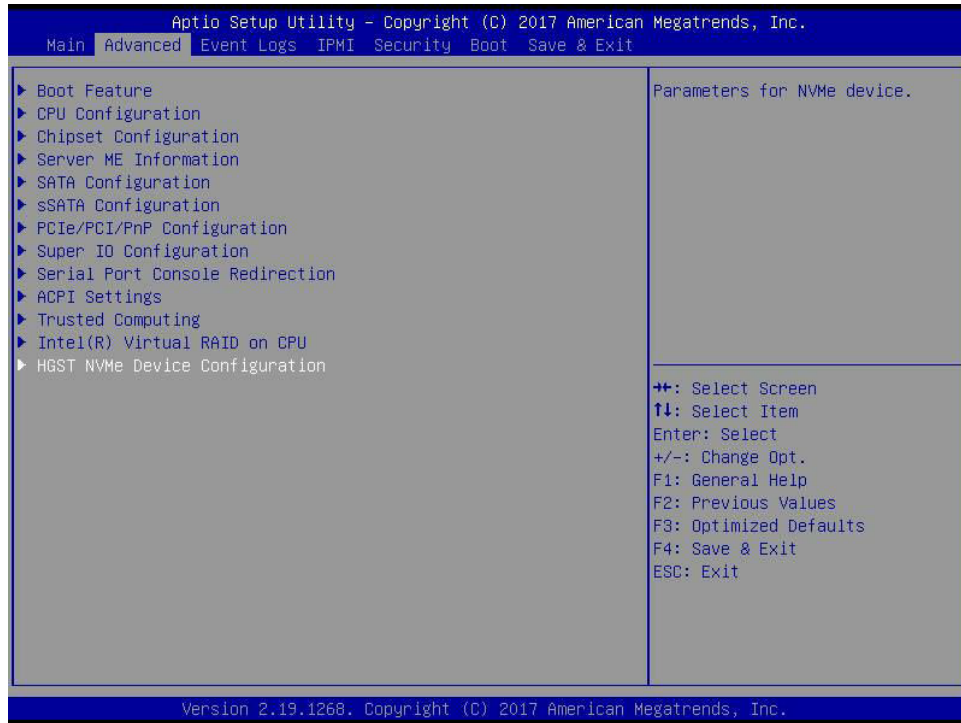 Aptio Setup Utility – Copyright (C) 2017 American Megatrends, Inc.
Main Advanced Event Logs IPMI Security Boot Save & Exit
▶ Boot Feature
▶ CPU Configuration
▶ Chipset Configuration
▶ Server ME Information
▶ SATA Configuration
▶ sSATA Configuration
▶ PCIe/PCI/PnP Configuration
▶ Super IO Configuration
▶ Serial Port Console Redirection
▶ ACPI Settings
▶ Trusted Computing
▶ Intel(R) Virtual RAID on CPU
▶ HGST NVMe Device Configuration
Parameters for NVMe device.
→←: Select Screen
↑↓: Select Item
Enter: Select
+/-: Change Opt.
F1: General Help
F2: Previous Values
F3: Optimized Defaults
F4: Save & Exit
ESC: Exit
Version 2.19.1268. Copyright (C) 2017 American Megatrends, Inc.